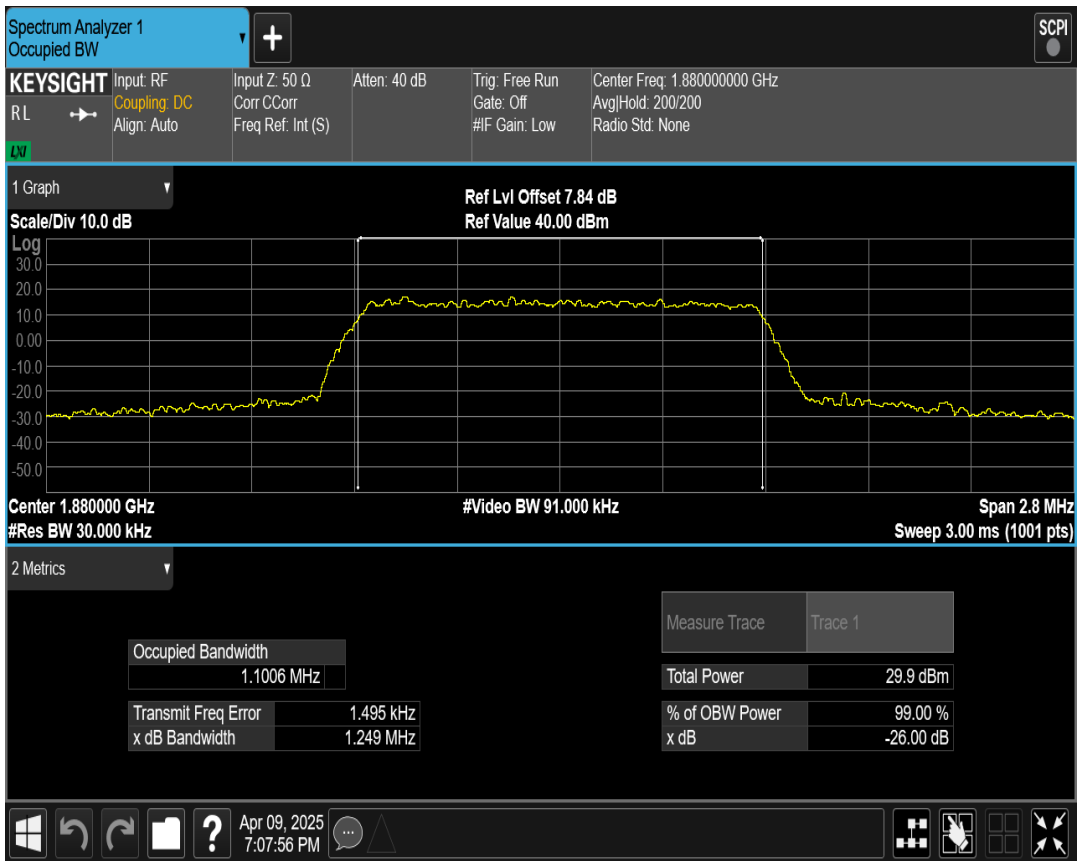 Spectrum Analyzer 1
Occupied BW
+
SCPI
KEYSIGHT
RL
LXI
Input: RF
Coupling: DC
Align: Auto
Input Z: 50 Ω
Corr CCorr
Freq Ref: Int (S)
Atten: 40 dB
Trig: Free Run
Gate: Off
#IF Gain: Low
Center Freq: 1.880000000 GHz
Avg|Hold: 200/200
Radio Std: None
1 Graph
Scale/Div 10.0 dB
Ref Lvl Offset 7.84 dB
Ref Value 40.00 dBm
Log
30.0
20.0
10.0
0.00
-10.0
-20.0
-30.0
-40.0
-50.0
Center 1.880000 GHz
#Video BW 91.000 kHz
Span 2.8 MHz
#Res BW 30.000 kHz
Sweep 3.00 ms (1001 pts)
2 Metrics
Measure Trace Trace 1
Occupied Bandwidth
1.1006 MHz
Total Power 29.9 dBm
Transmit Freq Error 1.495 kHz
% of OBW Power 99.00 %
x dB Bandwidth 1.249 MHz
x dB -26.00 dB
?
Apr 09, 2025
7:07:56 PM